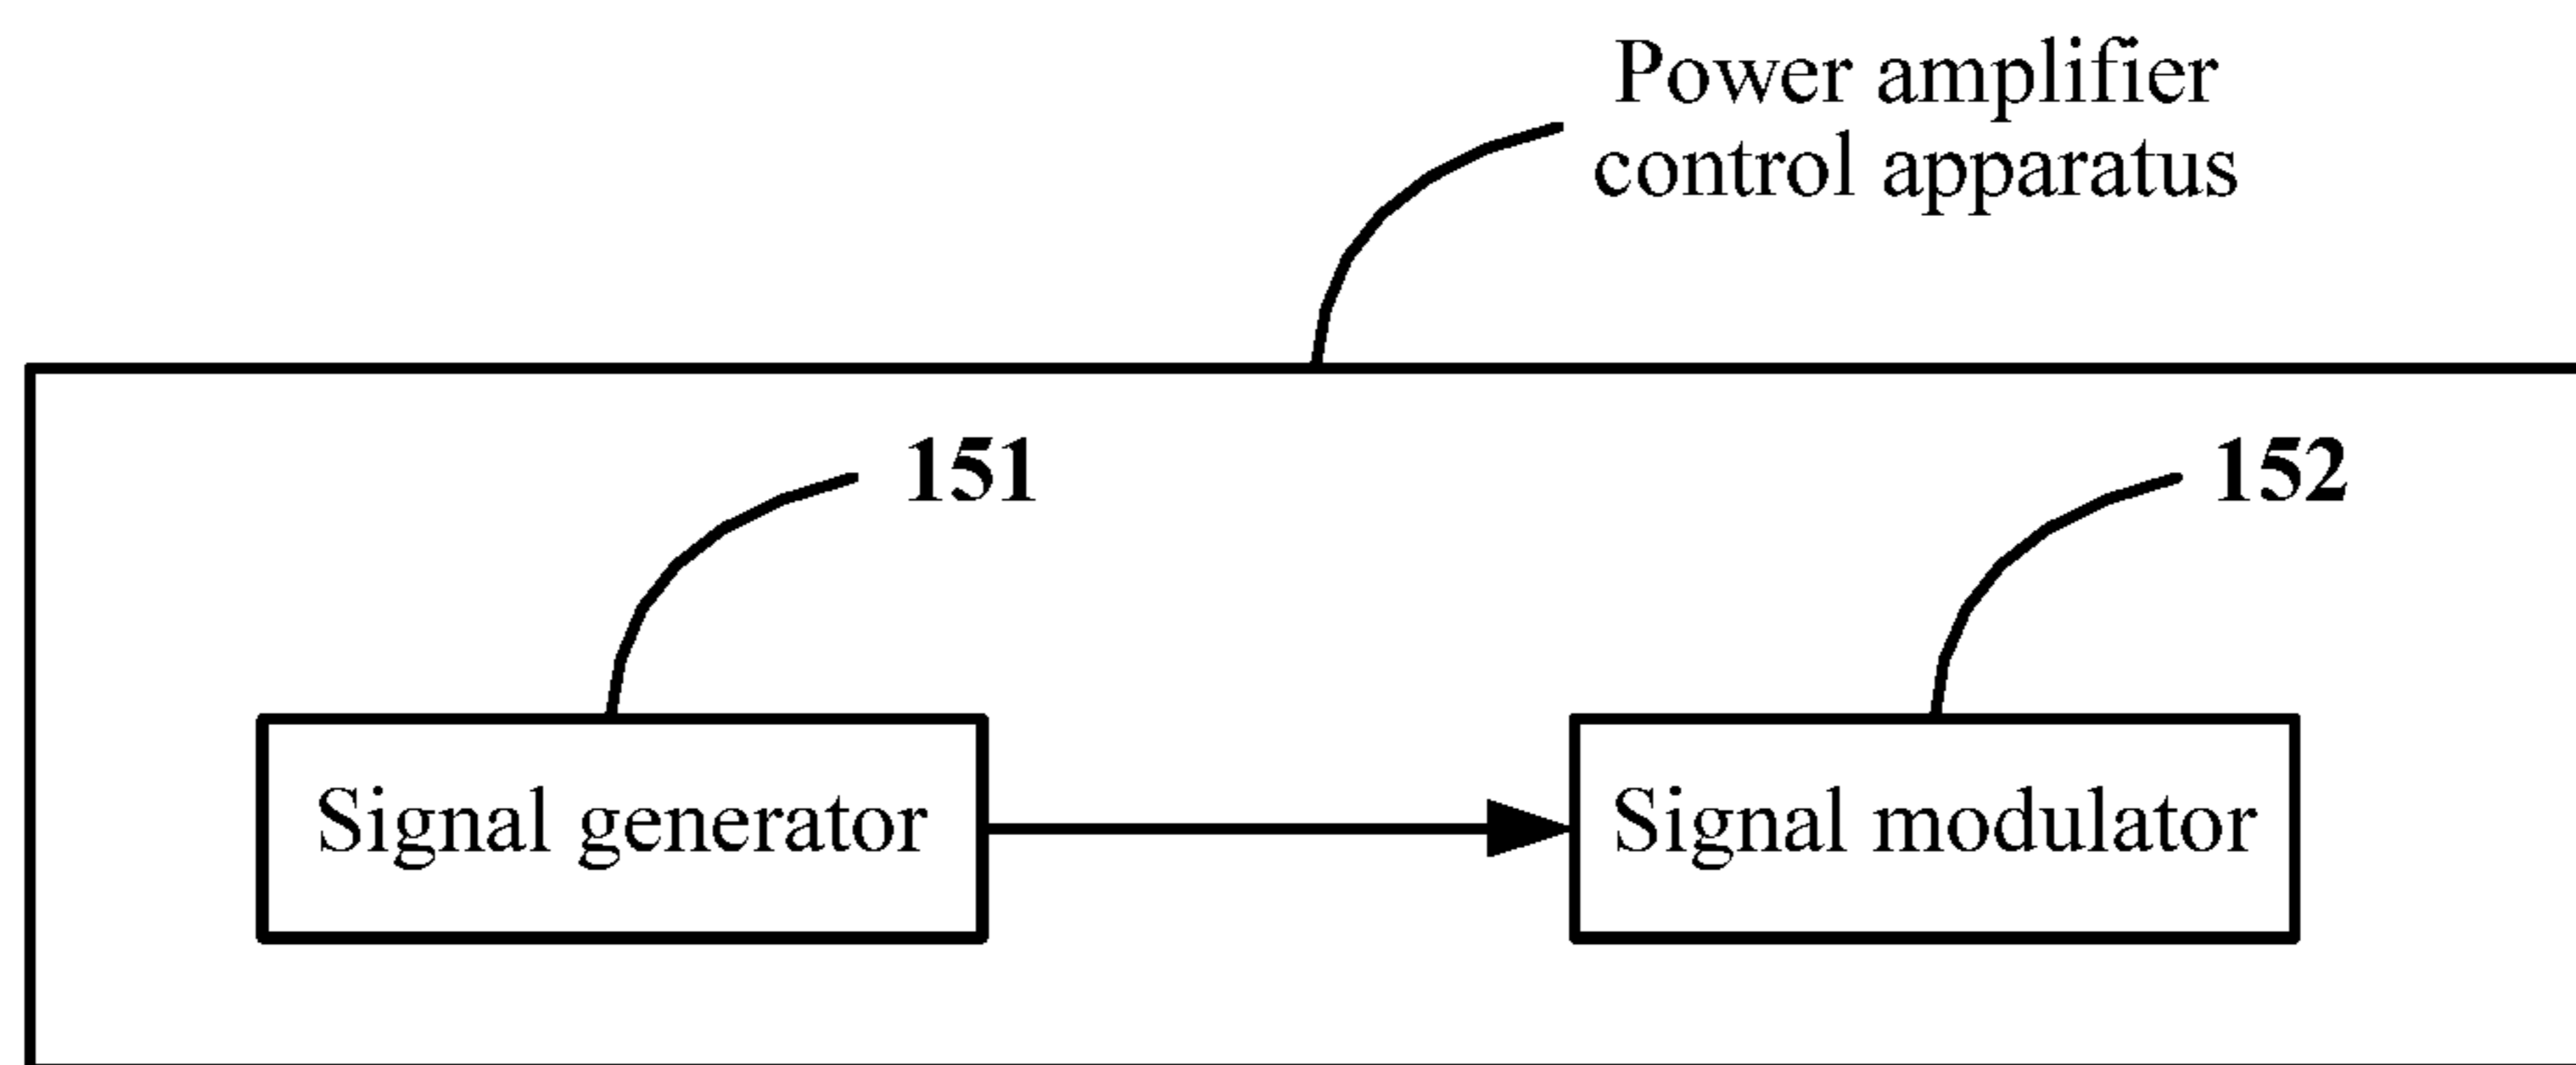 Power amplifier
control apparatus
151
152
Signal generator
Signal modulator